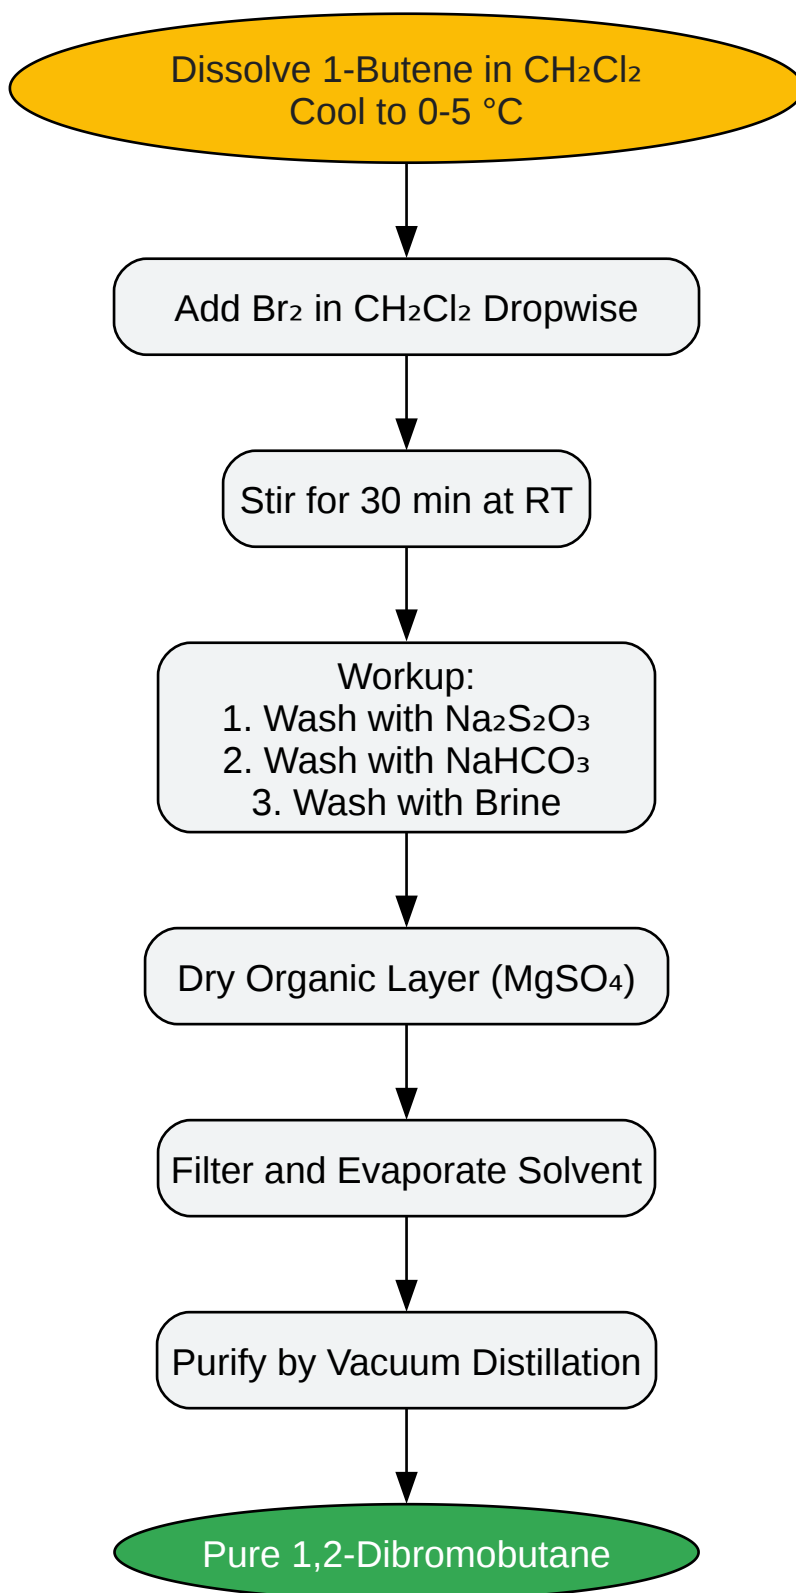 Dissolve 1-Butene in CH₂Cl₂
Cool to 0-5 °C
Add Br₂ in CH₂Cl₂ Dropwise
Stir for 30 min at RT
Workup:
1. Wash with Na₂S₂O₃
2. Wash with NaHCO₃
3. Wash with Brine
Dry Organic Layer (MgSO₄)
Filter and Evaporate Solvent
Purify by Vacuum Distillation
Pure 1,2-Dibromobutane